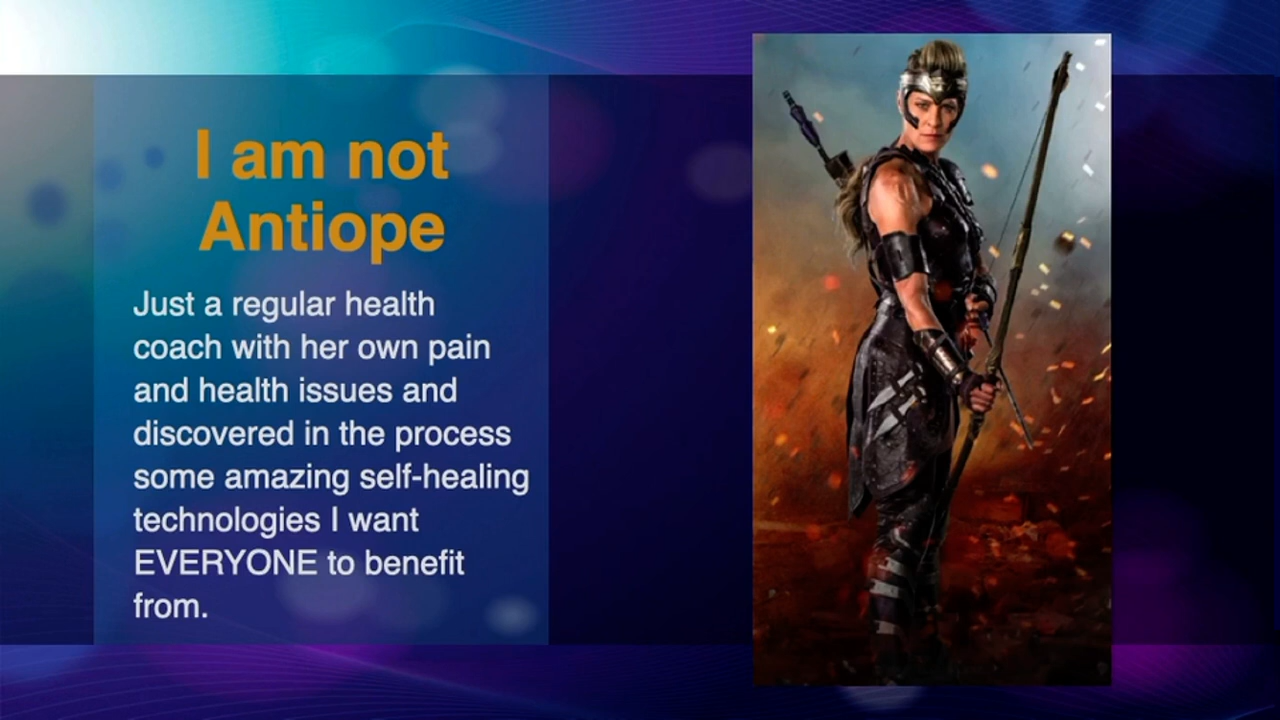 I am not
Antiope
Just a regular health
coach with her own pain
and health issues and
discovered in the process
some amazing self-healing
technologies I want
EVERYONE to benefit
from.